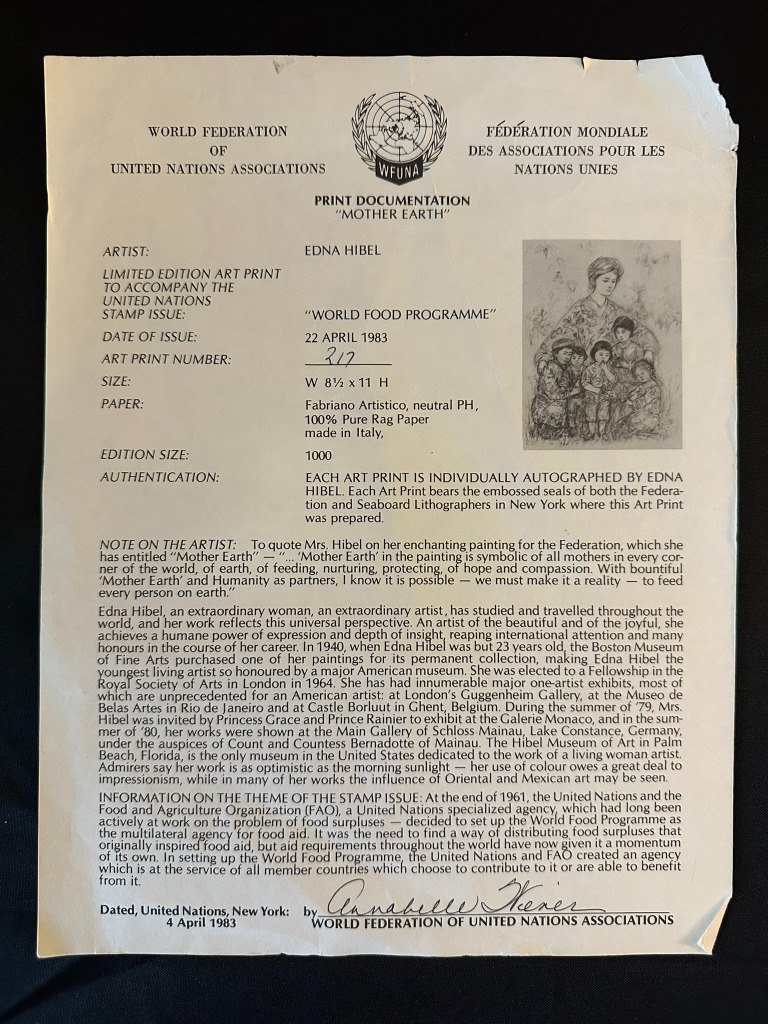 WORLD FEDERATION
OF
UNITED NATIONS ASSOCIATIONS
WFUNA
FÉDÉRATION MONDIALE
DES ASSOCIATIONS POUR LES
NATIONS UNIES
PRINT DOCUMENTATION
"MOTHER EARTH"
ARTIST: EDNA HIBEL
LIMITED EDITION ART PRINT
TO ACCOMPANY THE
UNITED NATIONS
STAMP ISSUE: "WORLD FOOD PROGRAMME"
DATE OF ISSUE: 22 APRIL 1983
ART PRINT NUMBER: 217
SIZE: W 8½ x 11 H
PAPER: Fabriano Artistico, neutral PH,
100% Pure Rag Paper
made in Italy,
EDITION SIZE: 1000
AUTHENTICATION: EACH ART PRINT IS INDIVIDUALLY AUTOGRAPHED BY EDNA
HIBEL. Each Art Print bears the embossed seals of both the Federa-
tion and Seaboard Lithographers in New York where this Art Print
was prepared.
NOTE ON THE ARTIST: To quote Mrs. Hibel on her enchanting painting for the Federation, which she
has entitled "Mother Earth" — "... 'Mother Earth' in the painting is symbolic of all mothers in every cor-
ner of the world, of earth, of feeding, nurturing, protecting, of hope and compassion. With bountiful
'Mother Earth' and Humanity as partners, I know it is possible — we must make it a reality — to feed
every person on earth."
Edna Hibel, an extraordinary woman, an extraordinary artist, has studied and travelled throughout the
world, and her work reflects this universal perspective. An artist of the beautiful and of the joyful, she
achieves a humane power of expression and depth of insight, reaping international attention and many
honours in the course of her career. In 1940, when Edna Hibel was but 23 years old, the Boston Museum
of Fine Arts purchased one of her paintings for its permanent collection, making Edna Hibel the
youngest living artist so honoured by a major American museum. She was elected to a Fellowship in the
Royal Society of Arts in London in 1964. She has had innumerable major one-artist exhibits, most of
which are unprecedented for an American artist: at London's Guggenheim Gallery, at the Museo de
Belas Artes in Rio de Janeiro and at Castle Borluut in Ghent, Belgium. During the summer of '79, Mrs.
Hibel was invited by Princess Grace and Prince Rainier to exhibit at the Galerie Monaco, and in the sum-
mer of '80, her works were shown at the Main Gallery of Schloss Mainau, Lake Constance, Germany,
under the auspices of Count and Countess Bernadotte of Mainau. The Hibel Museum of Art in Palm
Beach, Florida, is the only museum in the United States dedicated to the work of a living woman artist.
Admirers say her work is as optimistic as the morning sunlight — her use of colour owes a great deal to
impressionism, while in many of her works the influence of Oriental and Mexican art may be seen.
INFORMATION ON THE THEME OF THE STAMP ISSUE: At the end of 1961, the United Nations and the
Food and Agriculture Organization (FAO), a United Nations specialized agency, which had long been
actively at work on the problem of food surpluses — decided to set up the World Food Programme as
the multilateral agency for food aid. It was the need to find a way of distributing food surpluses that
originally inspired food aid, but aid requirements throughout the world have now given it a momentum
of its own. In setting up the World Food Programme, the United Nations and FAO created an agency
which is at the service of all member countries which choose to contribute to it or are able to benefit
from it.
Dated, United Nations, New York: by Annabelle Wiener
4 April 1983 WORLD FEDERATION OF UNITED NATIONS ASSOCIATIONS